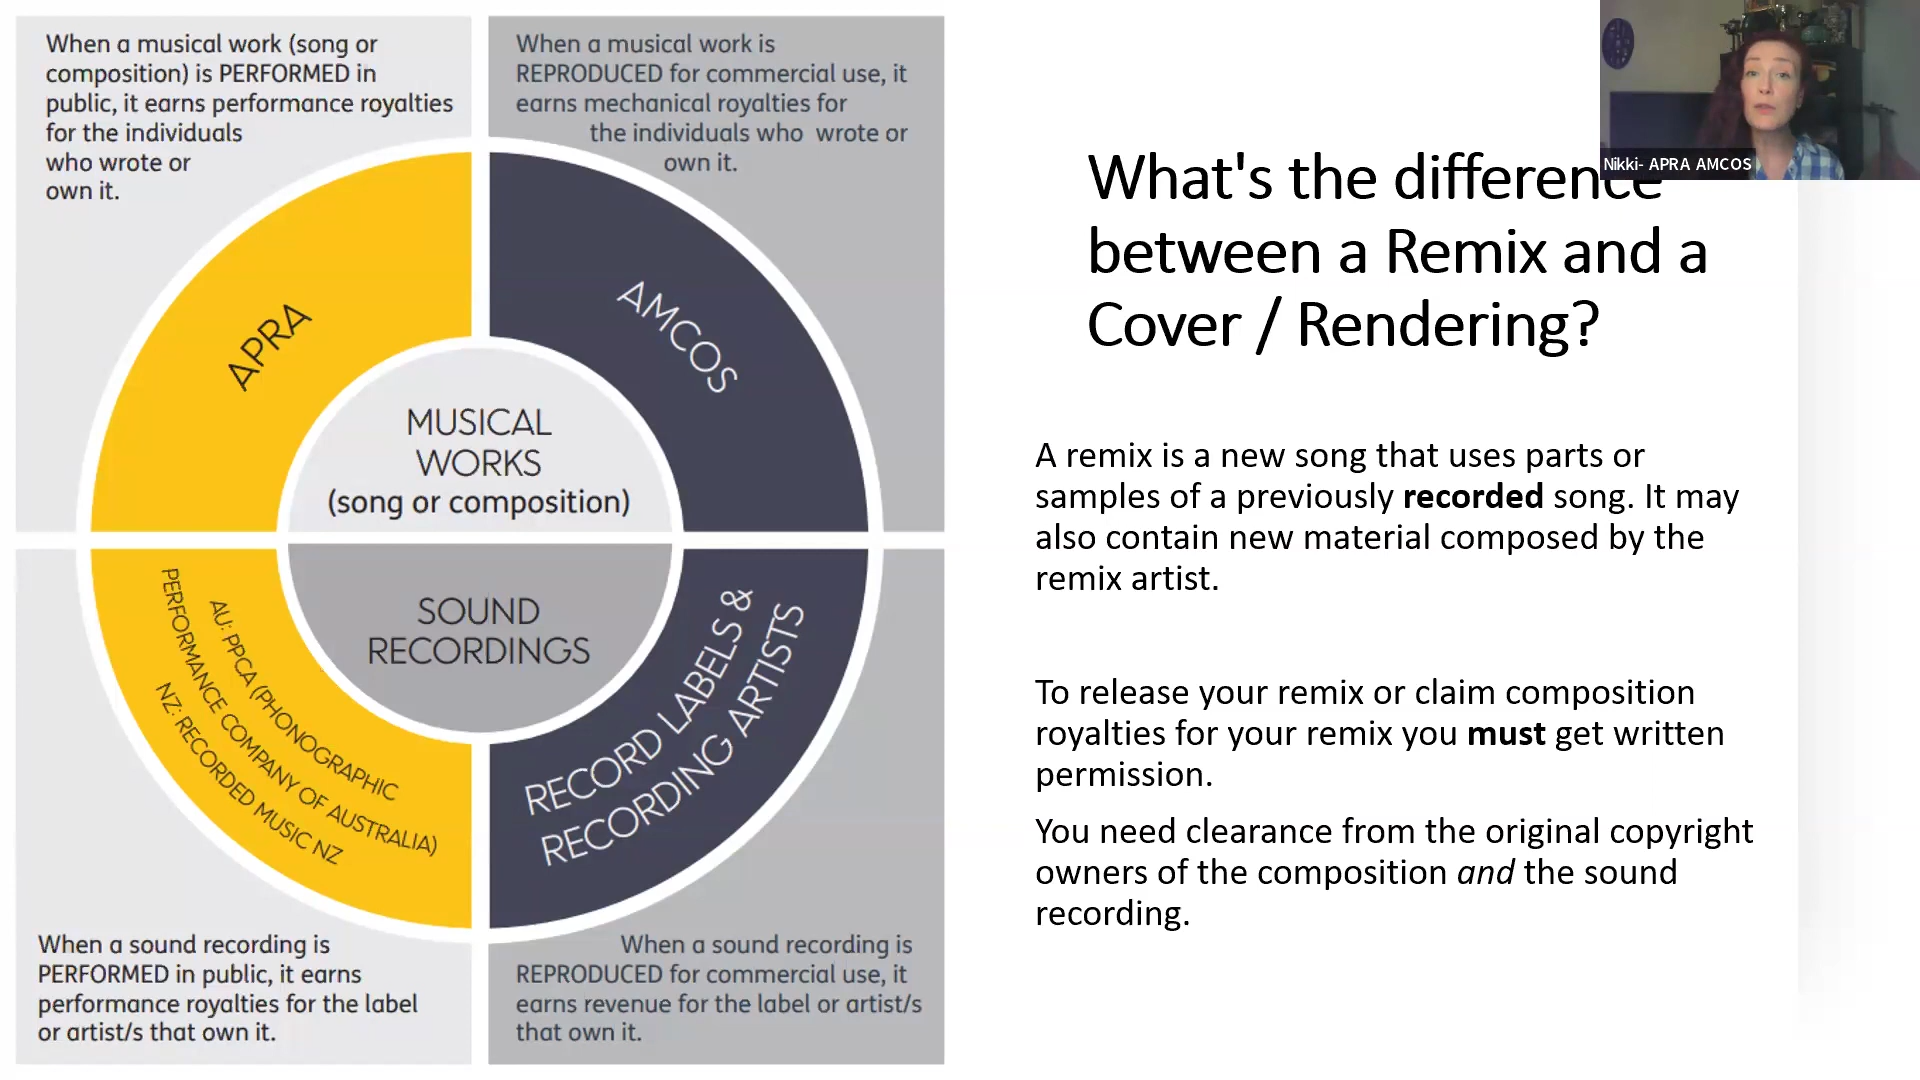 When a musical work (song or
composition) is PERFORMED in
public, it earns performance royalties
for the individuals
who wrote or
own it.
When a musical work is
REPRODUCED for commercial use, it
earns mechanical royalties for
the individuals who wrote or
own it.
APRA
AMCOS
MUSICAL
WORKS
(song or composition)
SOUND
RECORDINGS
AU: PPCA (PHONOGRAPHIC
PERFORMANCE COMPANY OF AUSTRALIA)
NZ: RECORDED MUSIC NZ
RECORD LABELS &
RECORDING ARTISTS
When a sound recording is
PERFORMED in public, it earns
performance royalties for the label
or artist/s that own it.
When a sound recording is
REPRODUCED for commercial use, it
earns revenue for the label or artist/s
that own it.
Nikki- APRA AMCOS
What's the difference
between a Remix and a
Cover / Rendering?
A remix is a new song that uses parts or
samples of a previously recorded song. It may
also contain new material composed by the
remix artist.
To release your remix or claim composition
royalties for your remix you must get written
permission.
You need clearance from the original copyright
owners of the composition and the sound
recording.